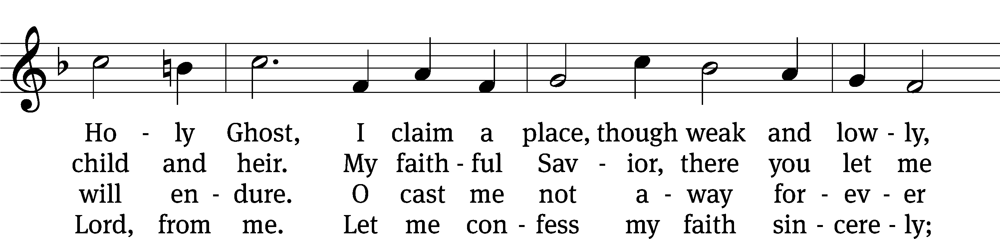 Ho - ly Ghost, I claim a place, though weak and low - ly,
child and heir. My faith - ful Sav - ior, there you let me
will en - dure. O cast me not a - way for - ev - er
Lord, from me. Let me con - fess my faith sin - cere - ly;